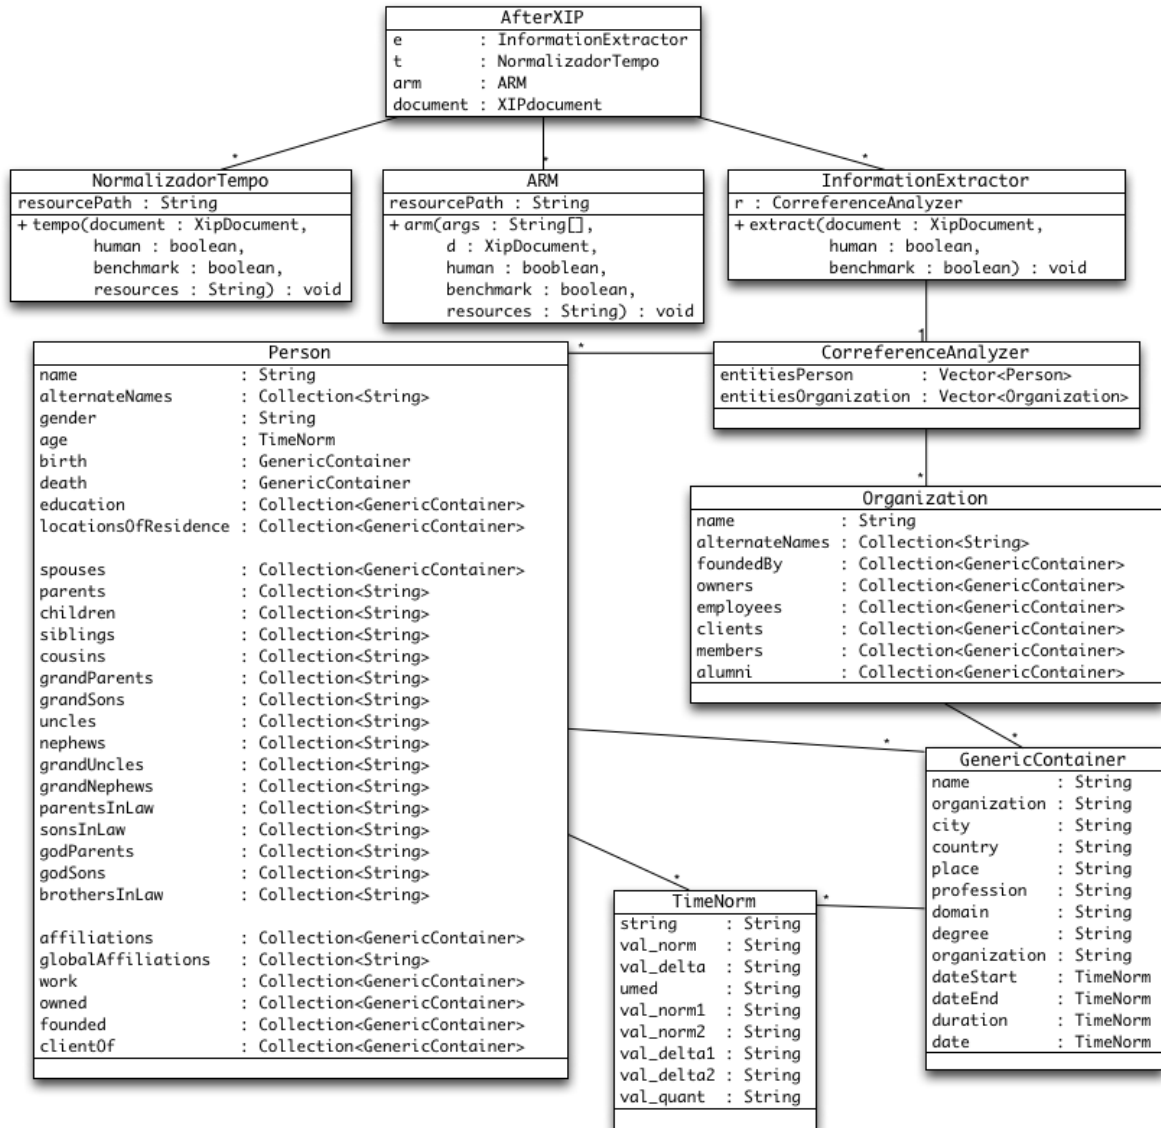 AfterXIP
e : InformationExtractor
t : NormalizadorTempo
arm : ARM
document : XIPdocument
*
*
*
NormalizadorTempo
resourcePath : String
+ tempo(document : XipDocument,
human : boolean,
benchmark : boolean,
resources : String) : void
ARM
resourcePath : String
+ arm(args : String[],
d : XipDocument,
human : booblean,
benchmark : boolean,
resources : String) : void
InformationExtractor
r : CorreferenceAnalyzer
+ extract(document : XipDocument,
human : boolean,
benchmark : boolean) : void
1
*
CorreferenceAnalyzer
entitiesPerson : Vector<Person>
entitiesOrganization : Vector<Organization>
*
Person
name : String
alternateNames : Collection<String>
gender : String
age : TimeNorm
birth : GenericContainer
death : GenericContainer
education : Collection<GenericContainer>
locationsOfResidence : Collection<GenericContainer>
spouses : Collection<GenericContainer>
parents : Collection<String>
children : Collection<String>
siblings : Collection<String>
cousins : Collection<String>
grandParents : Collection<String>
grandSons : Collection<String>
uncles : Collection<String>
nephews : Collection<String>
grandUncles : Collection<String>
grandNephews : Collection<String>
parentsInLaw : Collection<String>
sonsInLaw : Collection<String>
godParents : Collection<String>
godSons : Collection<String>
brothersInLaw : Collection<String>
affiliations : Collection<GenericContainer>
globalAffiliations : Collection<String>
work : Collection<GenericContainer>
owned : Collection<GenericContainer>
founded : Collection<GenericContainer>
clientOf : Collection<GenericContainer>
Organization
name : String
alternateNames : Collection<String>
foundedBy : Collection<GenericContainer>
owners : Collection<GenericContainer>
employees : Collection<GenericContainer>
clients : Collection<GenericContainer>
members : Collection<GenericContainer>
alumni : Collection<GenericContainer>
*
*
GenericContainer
name : String
organization : String
city : String
country : String
place : String
profession : String
domain : String
degree : String
organization : String
dateStart : TimeNorm
dateEnd : TimeNorm
duration : TimeNorm
date : TimeNorm
*
*
TimeNorm
string : String
val_norm : String
val_delta : String
umed : String
val_norm1 : String
val_norm2 : String
val_delta1 : String
val_delta2 : String
val_quant : String